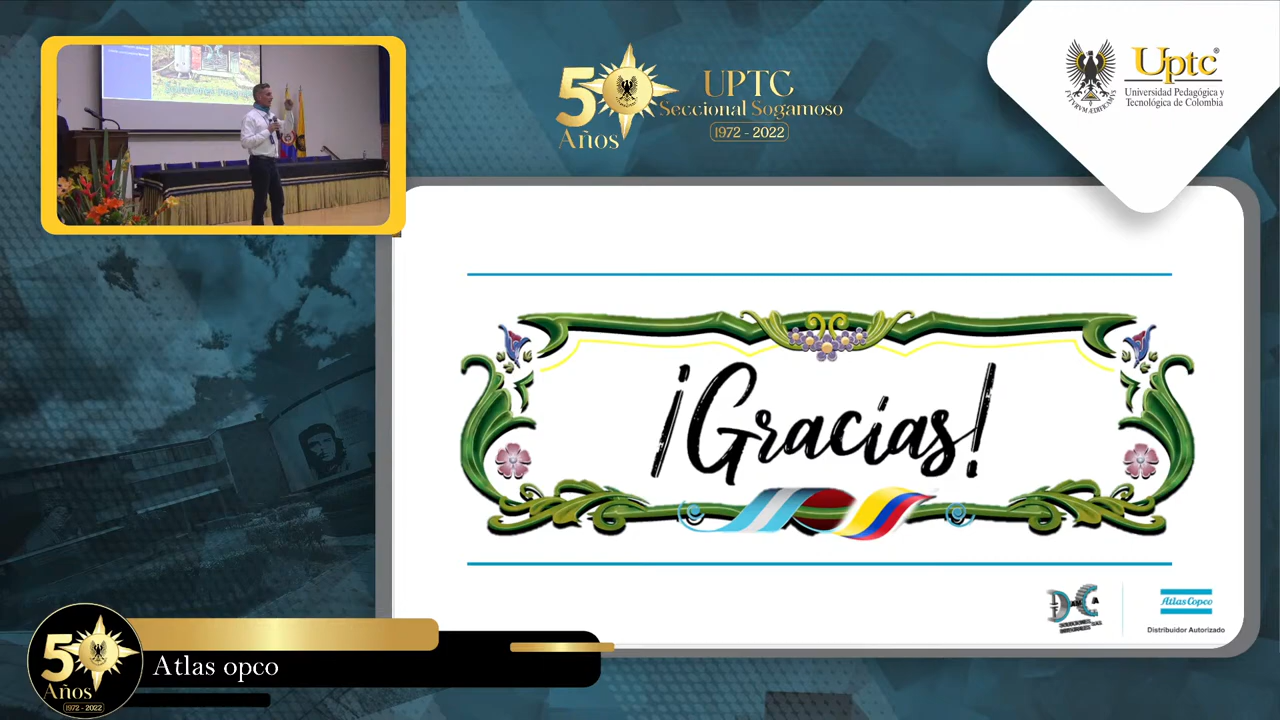 50
Años
UPTC
Seccional Sogamoso
1972 - 2022
Uptc®
Universidad Pedagógica y
Tecnológica de Colombia
¡Gracias!
Atlas Copco
Distribuidor Autorizado
50
Años
1972 - 2022
Atlas opco